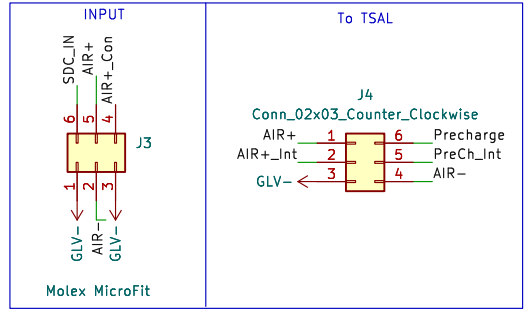 INPUT
SDC_IN
AIR+
AIR+_Con
6
5
4
J3
1
2
3
GLV-
AIR-
GLV-
Molex MicroFit
To TSAL
J4
Conn_02x03_Counter_Clockwise
AIR+ 1 6 Precharge
AIR+_Int 2 5 PreCh_Int
GLV- 3 4 AIR-